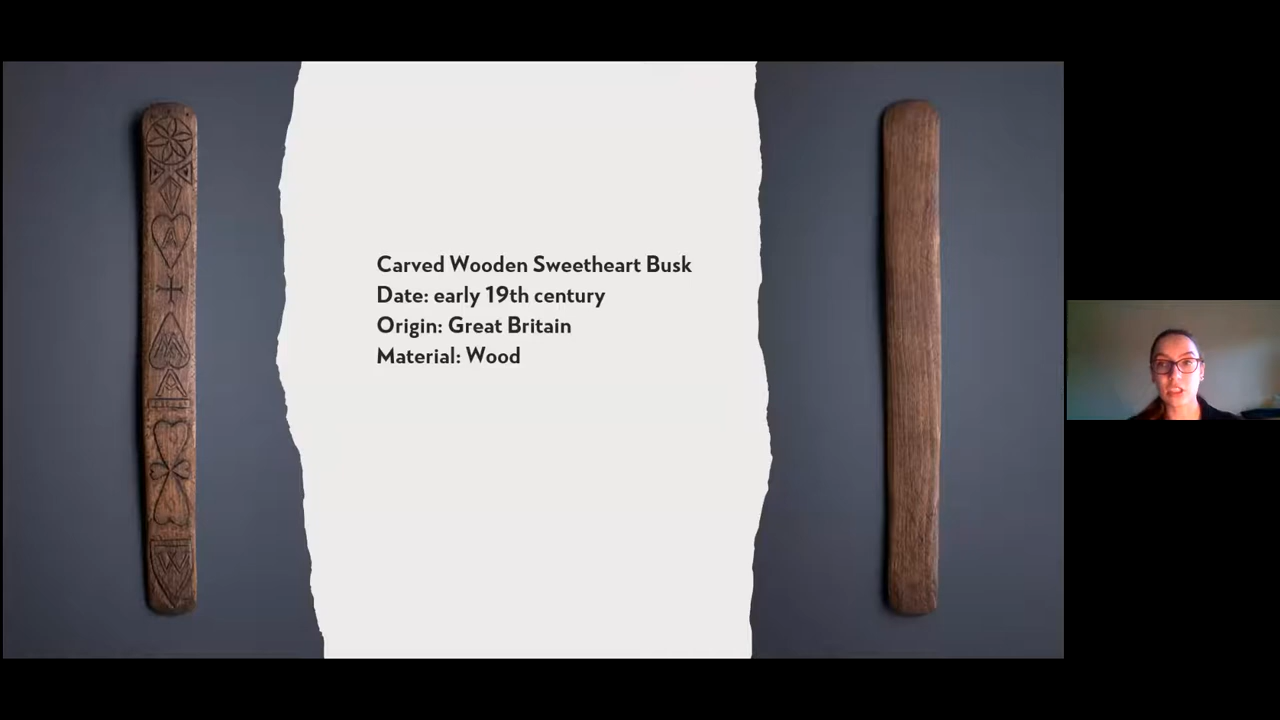 Carved Wooden Sweetheart Busk
Date: early 19th century
Origin: Great Britain
Material: Wood
A
W